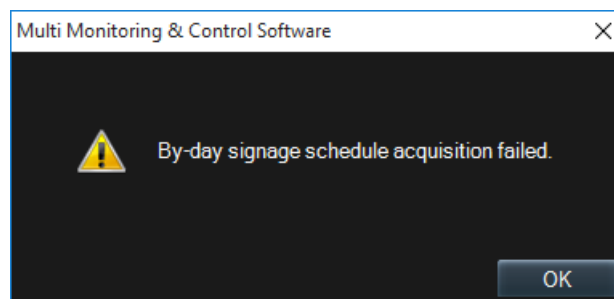 Multi Monitoring & Control Software
By-day signage schedule acquisition failed.
OK